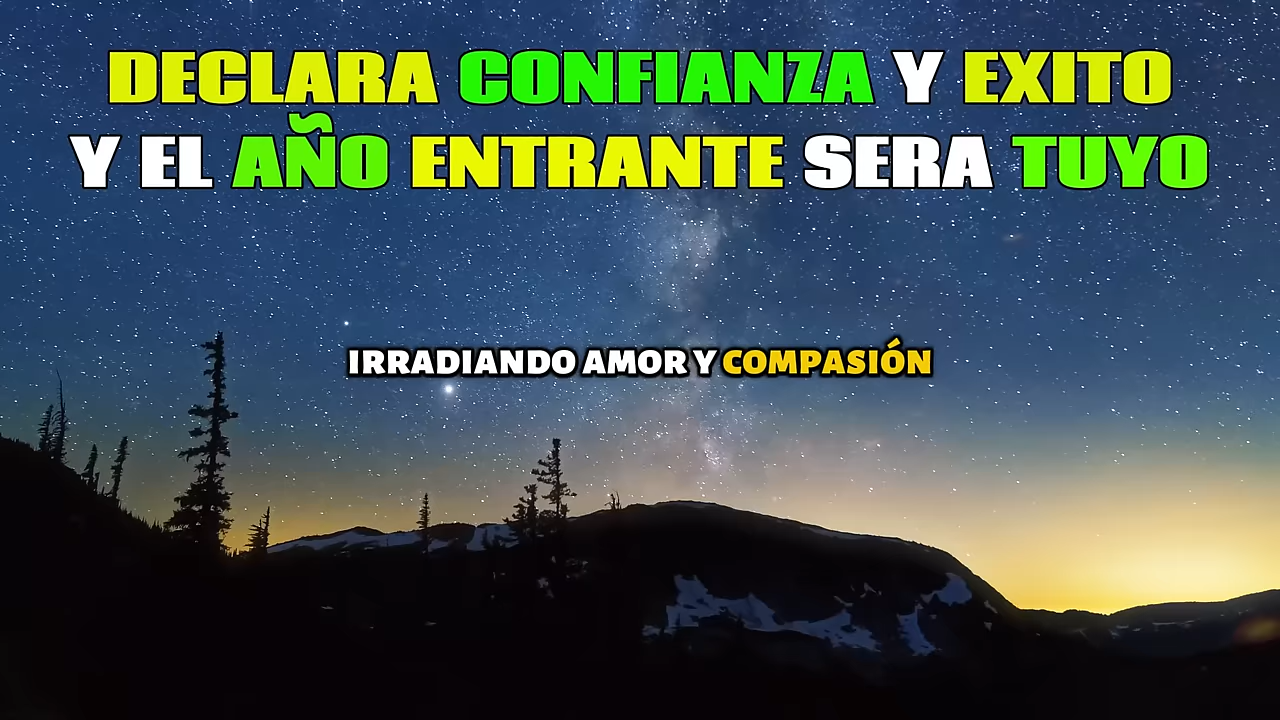 DECLARA CONFIANZA Y EXITO
Y EL AÑO ENTRANTE SERA TUYO
IRRADIANDO AMOR Y COMPASIÓN